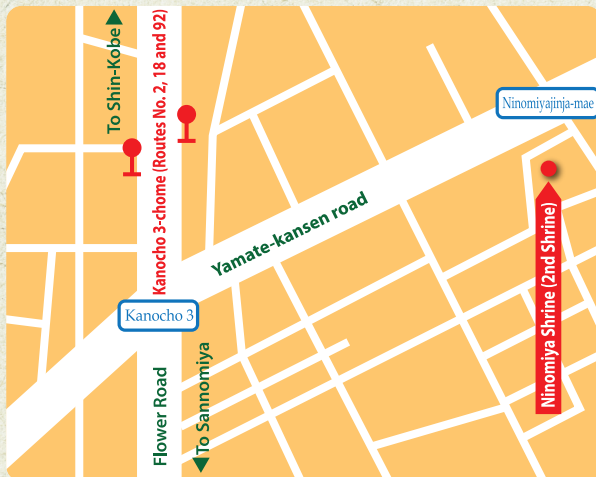 To Shin-Kobe
Kanocho 3-chome (Routes No. 2, 18 and 92)
Ninomiyajinja-mae
Yamate-kansen road
Ninomiya Shrine (2nd Shrine)
Kanocho 3
Flower Road
To Sannomiya